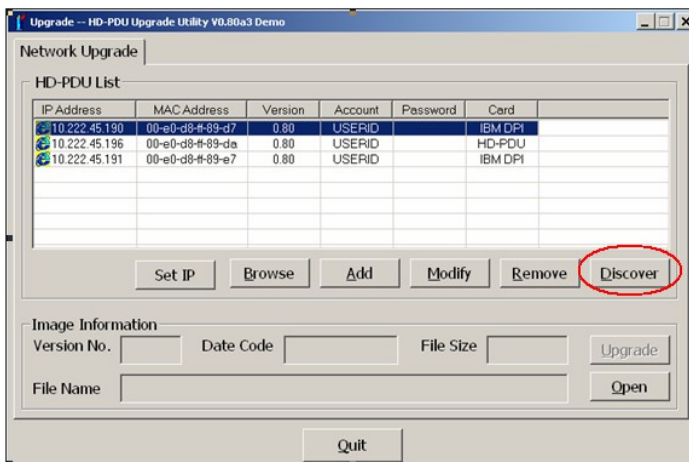 Upgrade -- HD-PDU Upgrade Utility V0.80a3 Demo
Network Upgrade
HD-PDU List
IP Address MAC Address Version Account Password Card
10.222.45.190 00-e0-d8-ff-89-d7 0.80 USERID IBM DPI
10.222.45.196 00-e0-d8-ff-89-da 0.80 USERID HD-PDU
10.222.45.191 00-e0-d8-ff-89-e7 0.80 USERID IBM DPI
Set IP Browse Add Modify Remove Discover
Image Information
Version No. Date Code File Size Upgrade
File Name Open
Quit